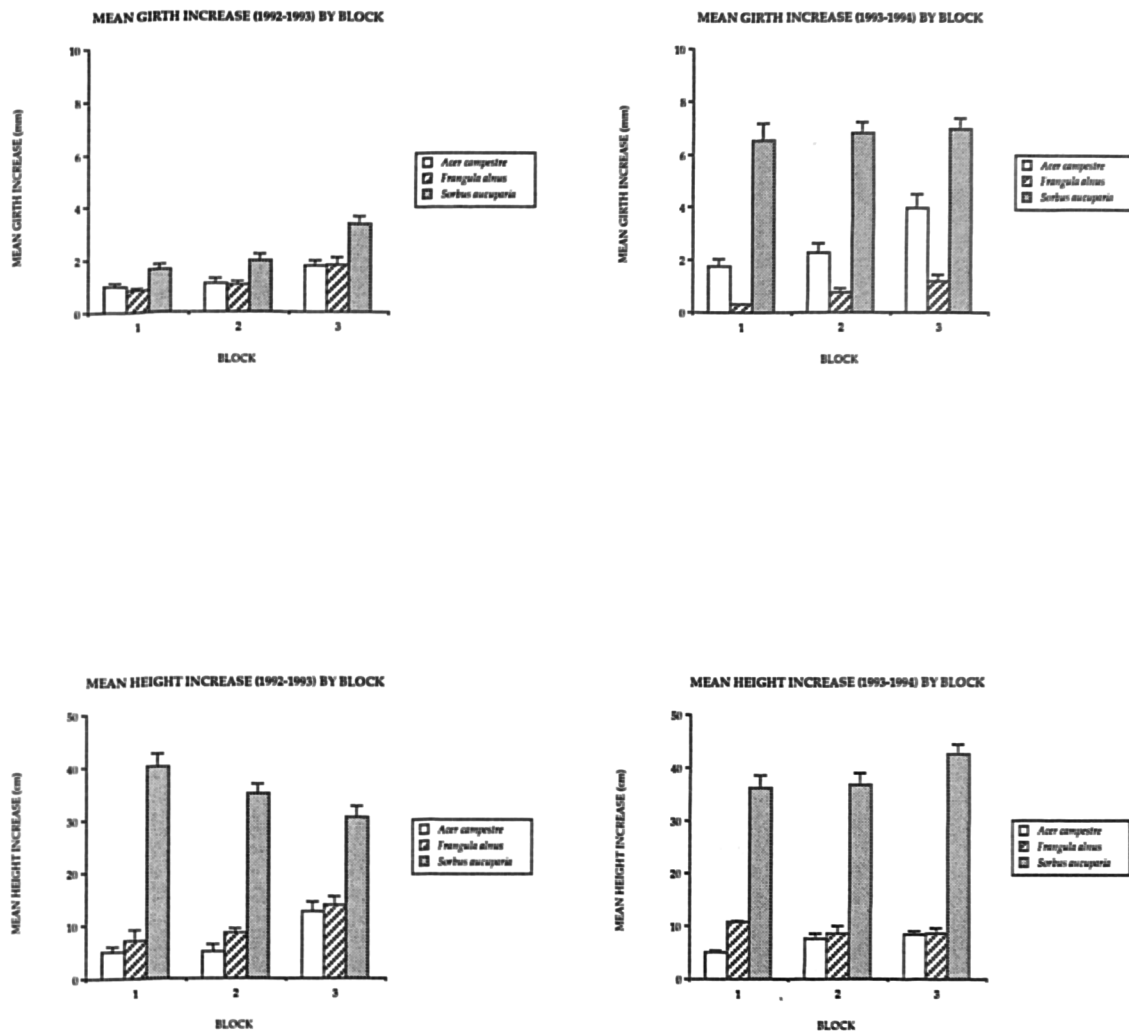 MEAN GIRTH INCREASE (1992-1993) BY BLOCK
MEAN GIRTH INCREASE (mm)
10
8
6
4
2
0
1
2
3
BLOCK
Acer campestre
Frangula alnus
Sorbus aucuparia
MEAN GIRTH INCREASE (1993-1994) BY BLOCK
MEAN GIRTH INCREASE (mm)
10
8
6
4
2
0
1
2
3
BLOCK
Acer campestre
Frangula alnus
Sorbus aucuparia
MEAN HEIGHT INCREASE (1992-1993) BY BLOCK
MEAN HEIGHT INCREASE (cm)
50
40
30
20
10
0
1
2
3
BLOCK
Acer campestre
Frangula alnus
Sorbus aucuparia
MEAN HEIGHT INCREASE (1993-1994) BY BLOCK
MEAN HEIGHT INCREASE (cm)
50
40
30
20
10
0
1
2
3
BLOCK
Acer campestre
Frangula alnus
Sorbus aucuparia